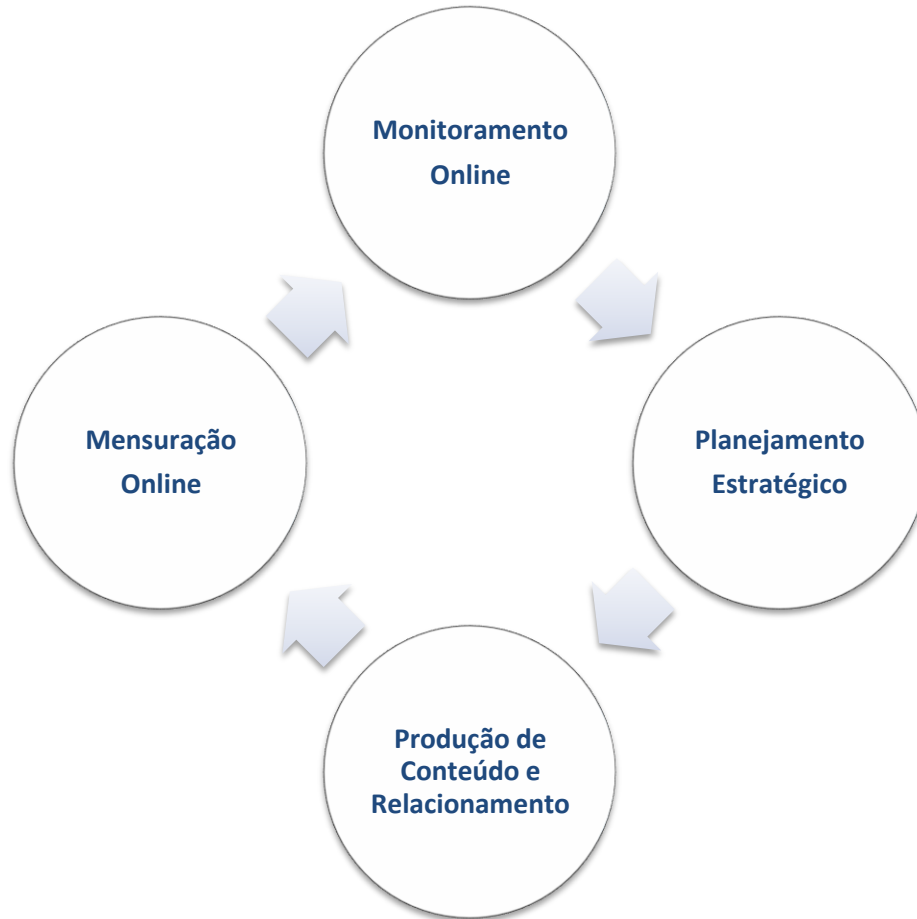 Monitoramento
Online
Mensuração
Online
Planejamento
Estratégico
Produção de
Conteúdo e
Relacionamento